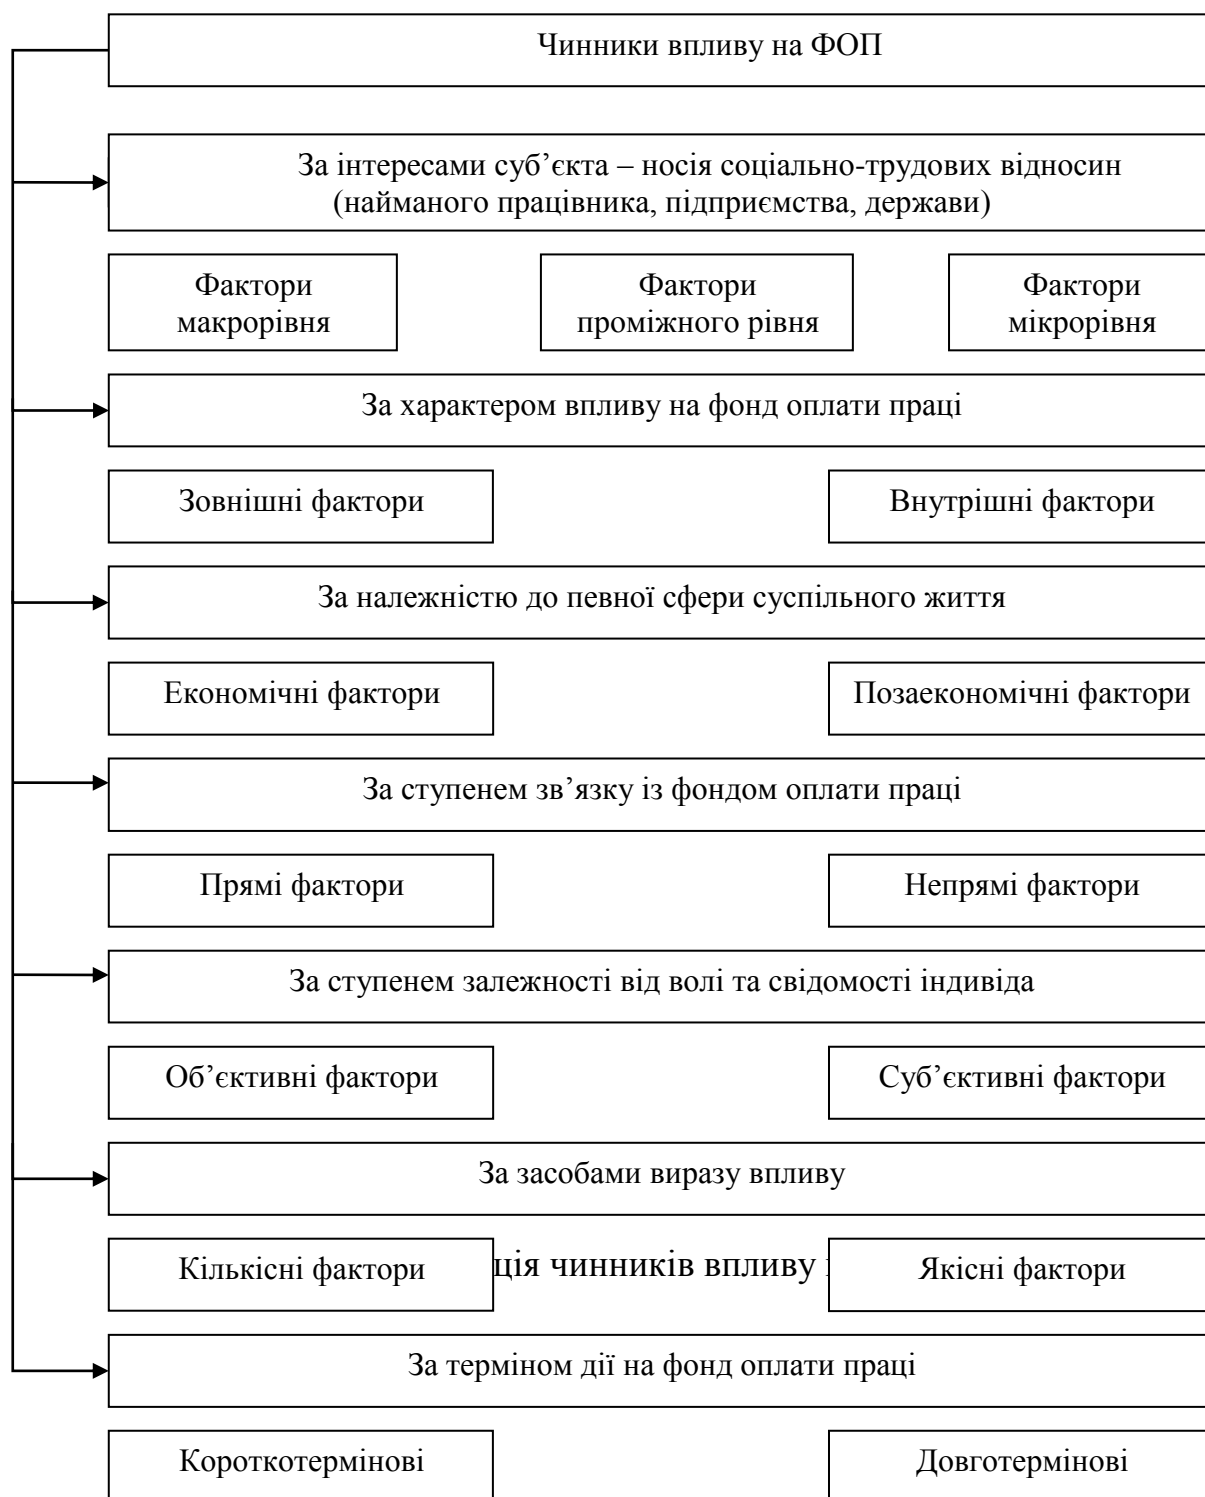 Чинники впливу на ФОП
За інтересами суб’єкта – носія соціально-трудових відносин
(найманого працівника, підприємства, держави)
Фактори
макрорівня
Фактори
проміжного рівня
Фактори
мікрорівня
За характером впливу на фонд оплати праці
Зовнішні фактори
Внутрішні фактори
За належністю до певної сфери суспільного життя
Економічні фактори
Позаекономічні фактори
За ступенем зв’язку із фондом оплати праці
Прямі фактори
Непрямі фактори
За ступенем залежності від волі та свідомості індивіда
Об’єктивні фактори
Суб’єктивні фактори
За засобами виразу впливу
Кількісні фактори
ція чинників впливу
Якісні фактори
За терміном дії на фонд оплати праці
Короткотермінові
Довготермінові